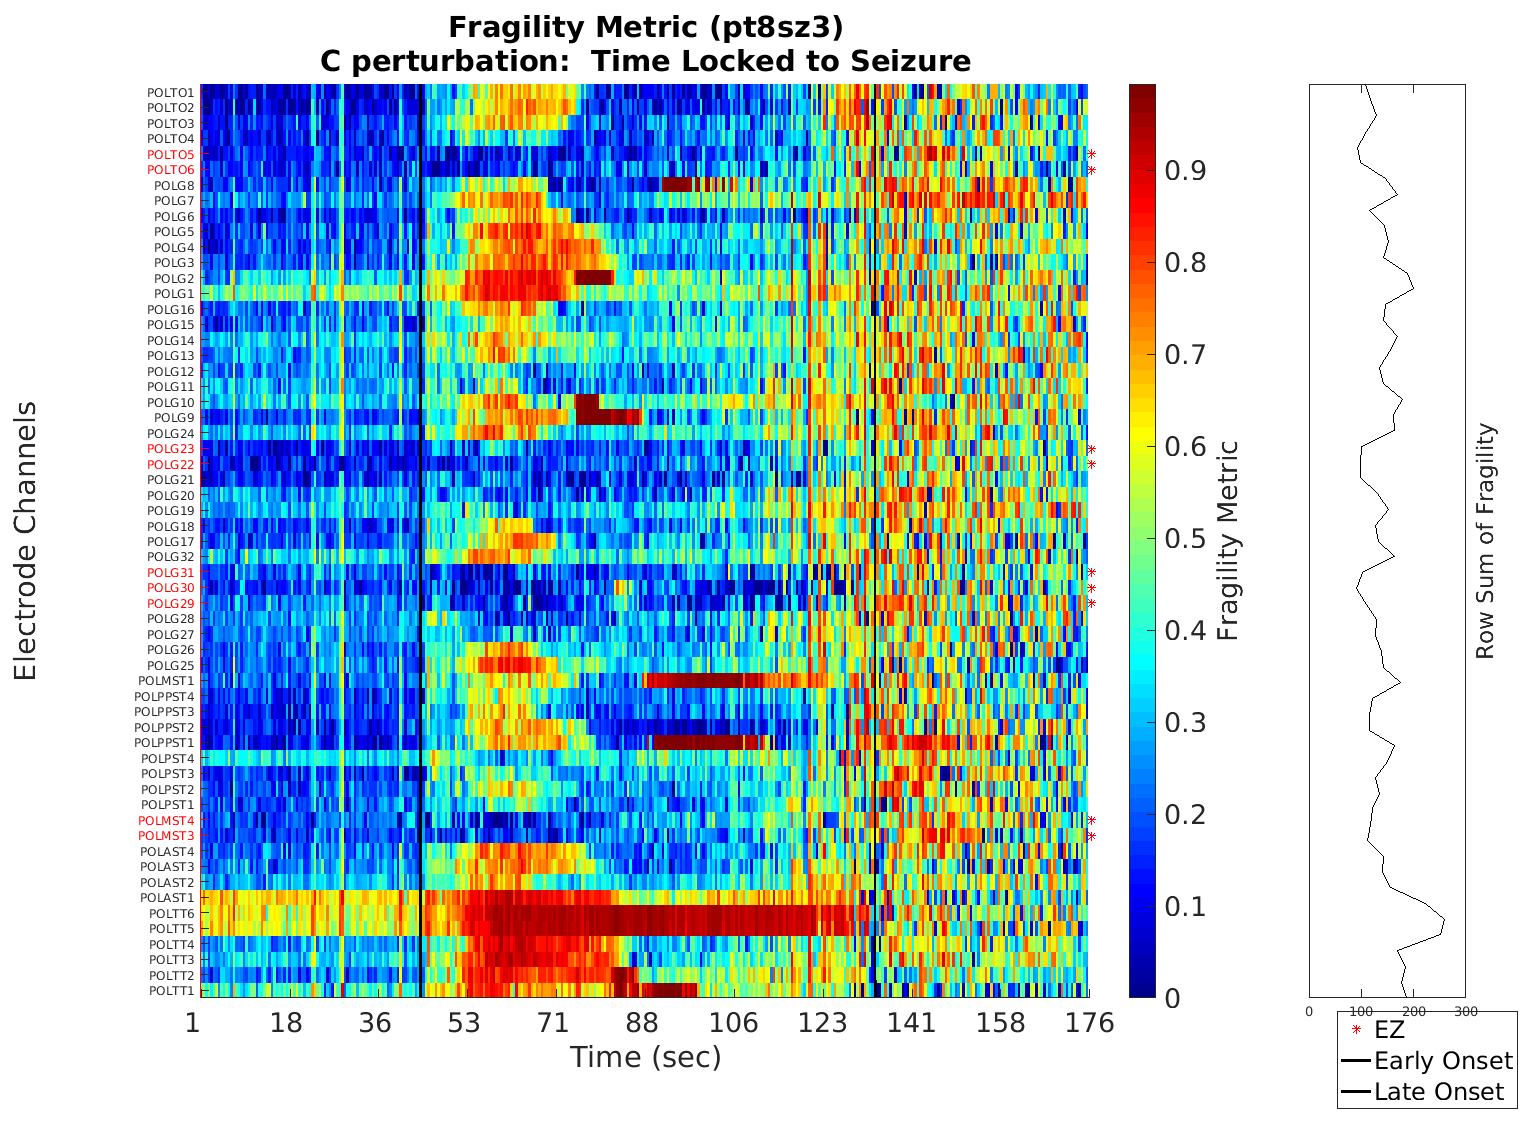 Fragility Metric (pt8sz3)
C perturbation:  Time Locked to Seizure
Electrode Channels
POLTO1
POLTO2
POLTO3
POLTO4
POLTO5
POLTO6
POLG8
POLG7
POLG6
POLG5
POLG4
POLG3
POLG2
POLG1
POLG16
POLG15
POLG14
POLG13
POLG12
POLG11
POLG10
POLG9
POLG24
POLG23
POLG22
POLG21
POLG20
POLG19
POLG18
POLG17
POLG32
POLG31
POLG30
POLG29
POLG28
POLG27
POLG26
POLG25
POLMST1
POLPPST4
POLPPST3
POLPPST2
POLPPST1
POLPST4
POLPST3
POLPST2
POLPST1
POLMST4
POLMST3
POLAST4
POLAST3
POLAST2
POLAST1
POLTT6
POLTT5
POLTT4
POLTT3
POLTT2
POLTT1
1 18 36 53 71 88 106 123 141 158 176
Time (sec)
0.9
0.8
0.7
0.6
0.5
0.4
0.3
0.2
0.1
0
Fragility Metric
0 100 200 300
Row Sum of Fragility
EZ
Early Onset
Late Onset